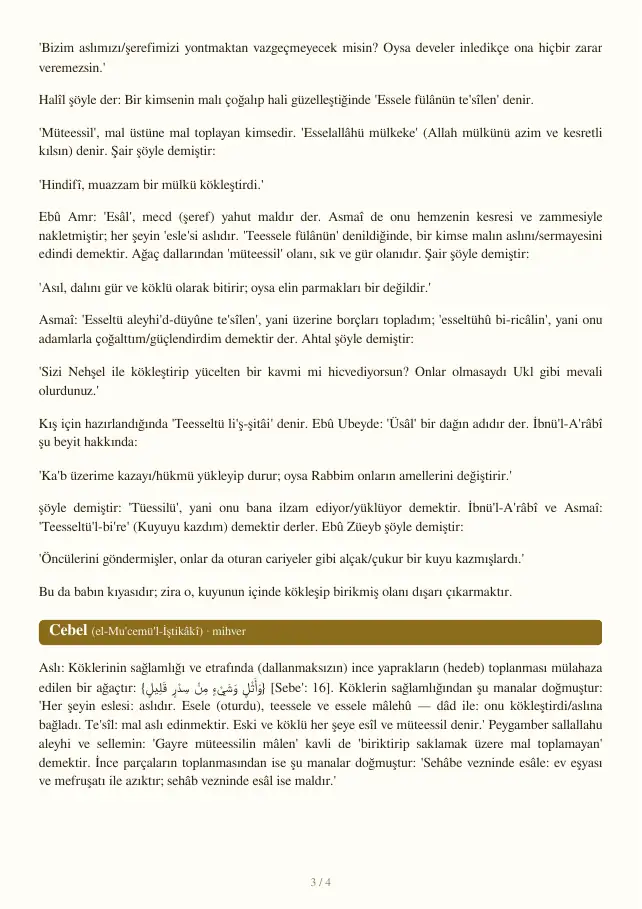 'Bizim aslımızı/şerefimizi yontmaktan vazgeçmeyecek misin? Oysa develer inledikçe ona hiçbir zarar
veremezsin.'
Halîl şöyle der: Bir kimsenin malı çoğalıp hali güzelleştiğinde 'Essele fülânün te'sîlen' denir.
'Müteessil', mal üstüne mal toplayan kimsedir. 'Esselallâhü mülkeke' (Allah mülkünü azim ve kesretli
kılsın) denir. Şair şöyle demiştir:
'Hindifî, muazzam bir mülkü kökleştirdi.'
Ebû Amr: 'Esâl', mecd (şeref) yahut maldır der. Asmaî de onu hemzenin kesresi ve zammesiyle
nakletmiştir; her şeyin 'esle'si aslıdır. 'Teessele fülânün' denildiğinde, bir kimse malın aslını/sermayesini
edindi demektir. Ağaç dallarından 'müteessil' olanı, sık ve gür olanıdır. Şair şöyle demiştir:
'Asıl, dalını gür ve köklü olarak bitirir; oysa elin parmakları bir değildir.'
Asmaî: 'Esseltü aleyhi'd-düyûne te'sîlen', yani üzerine borçları topladım; 'esseltühû bi-ricâlin', yani onu
adamlarla çoğalttım/güçlendirdim demektir der. Ahtal şöyle demiştir:
'Sizi Nehşel ile kökleştirip yücelten bir kavmi mi hicvediyorsun? Onlar olmasaydı Ukl gibi mevali
olurdunuz.'
Kış için hazırlandığında 'Teesseltü li'ş-şitâi' denir. Ebû Ubeyde: 'Üsâl' bir dağın adıdır der. İbnü'l-A'râbî
şu beyit hakkında:
'Ka'b üzerime kazayı/hükmü yükleyip durur; oysa Rabbim onların amellerini değiştirir.'
şöyle demiştir: 'Tüessilü', yani onu bana ilzam ediyor/yüklüyor demektir. İbnü'l-A'râbî ve Asmaî:
'Teesseltü'l-bi're' (Kuyuyu kazdım) demektir derler. Ebû Züeyb şöyle demiştir:
'Öncülerini göndermişler, onlar da oturan cariyeler gibi alçak/çukur bir kuyu kazmışlardı.'
Bu da babın kıyasıdır; zira o, kuyunun içinde kökleşip birikmiş olanı dışarı çıkarmaktır.
Cebel (el-Mu'cemü'l-İştikâkî) · mihver
Aslı: Köklerinin sağlamlığı ve etrafında (dallanmaksızın) ince yaprakların (hedeb) toplanması mülahaza
edilen bir ağaçtır: {وَأَثْلٍ وَشَيْءٍ مِنْ سِدْرٍ قَلِيلٍ} [Sebe': 16]. Köklerin sağlamlığından şu manalar doğmuştur:
'Her şeyin eslesi: aslıdır. Esele (oturdu), teessele ve essele mâlehû — dâd ile: onu kökleştirdi/aslına
bağladı. Te'sîl: mal aslı edinmektir. Eski ve köklü her şeye esîl ve müteessil denir.' Peygamber sallallahu
aleyhi ve sellemin: 'Gayre müteessilin mâlen' kavli de 'biriktirip saklamak üzere mal toplamayan'
demektir. İnce parçaların toplanmasından ise şu manalar doğmuştur: 'Sehâbe vezninde esâle: ev eşyası
ve mefruşatı ile azıktır; sehâb vezninde esâl ise maldır.'
3 / 4